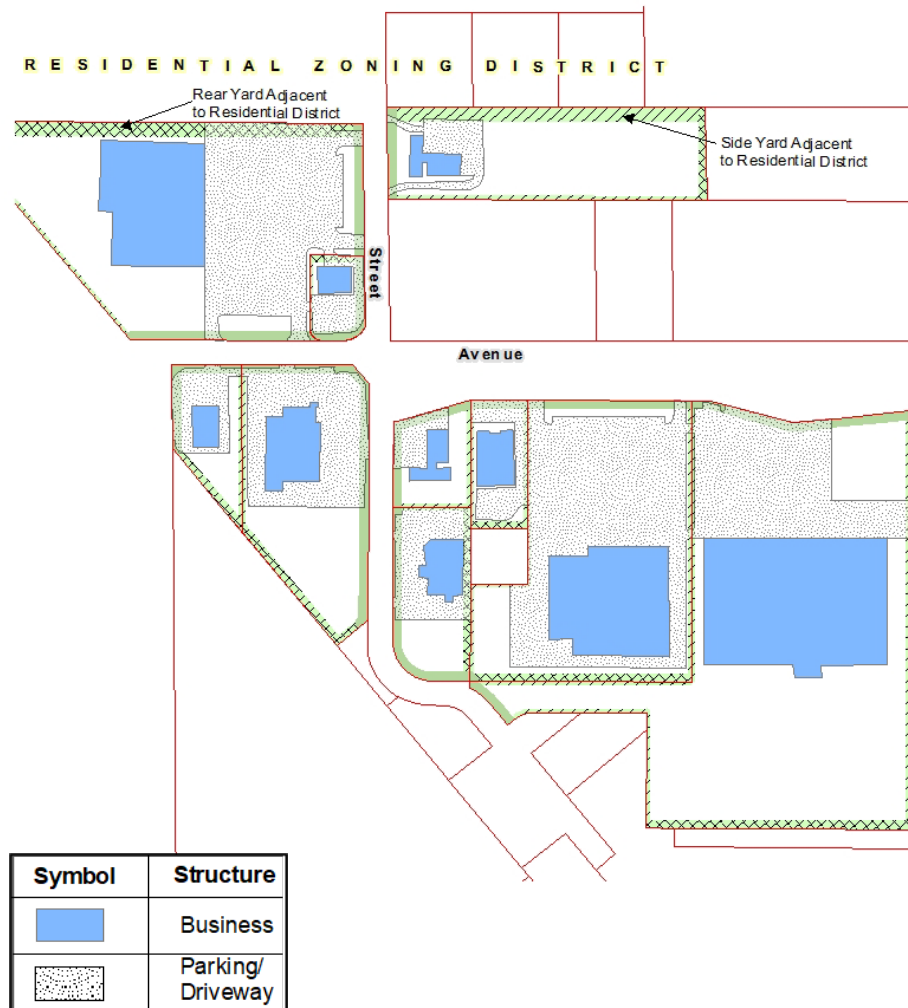 RESIDENTIAL ZONING DISTRICT
Rear Yard Adjacent
to Residential District
Side Yard Adjacent
to Residential District
Street
Avenue
Symbol Structure
Business
Parking/
Driveway